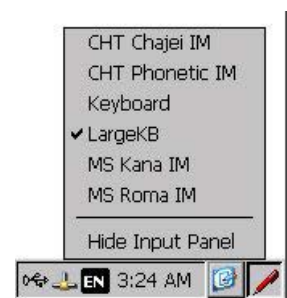 CHT Chajei IM
CHT Phonetic IM
Keyboard
LargeKB
MS Kana IM
MS Roma IM
Hide Input Panel
EN 3:24 AM